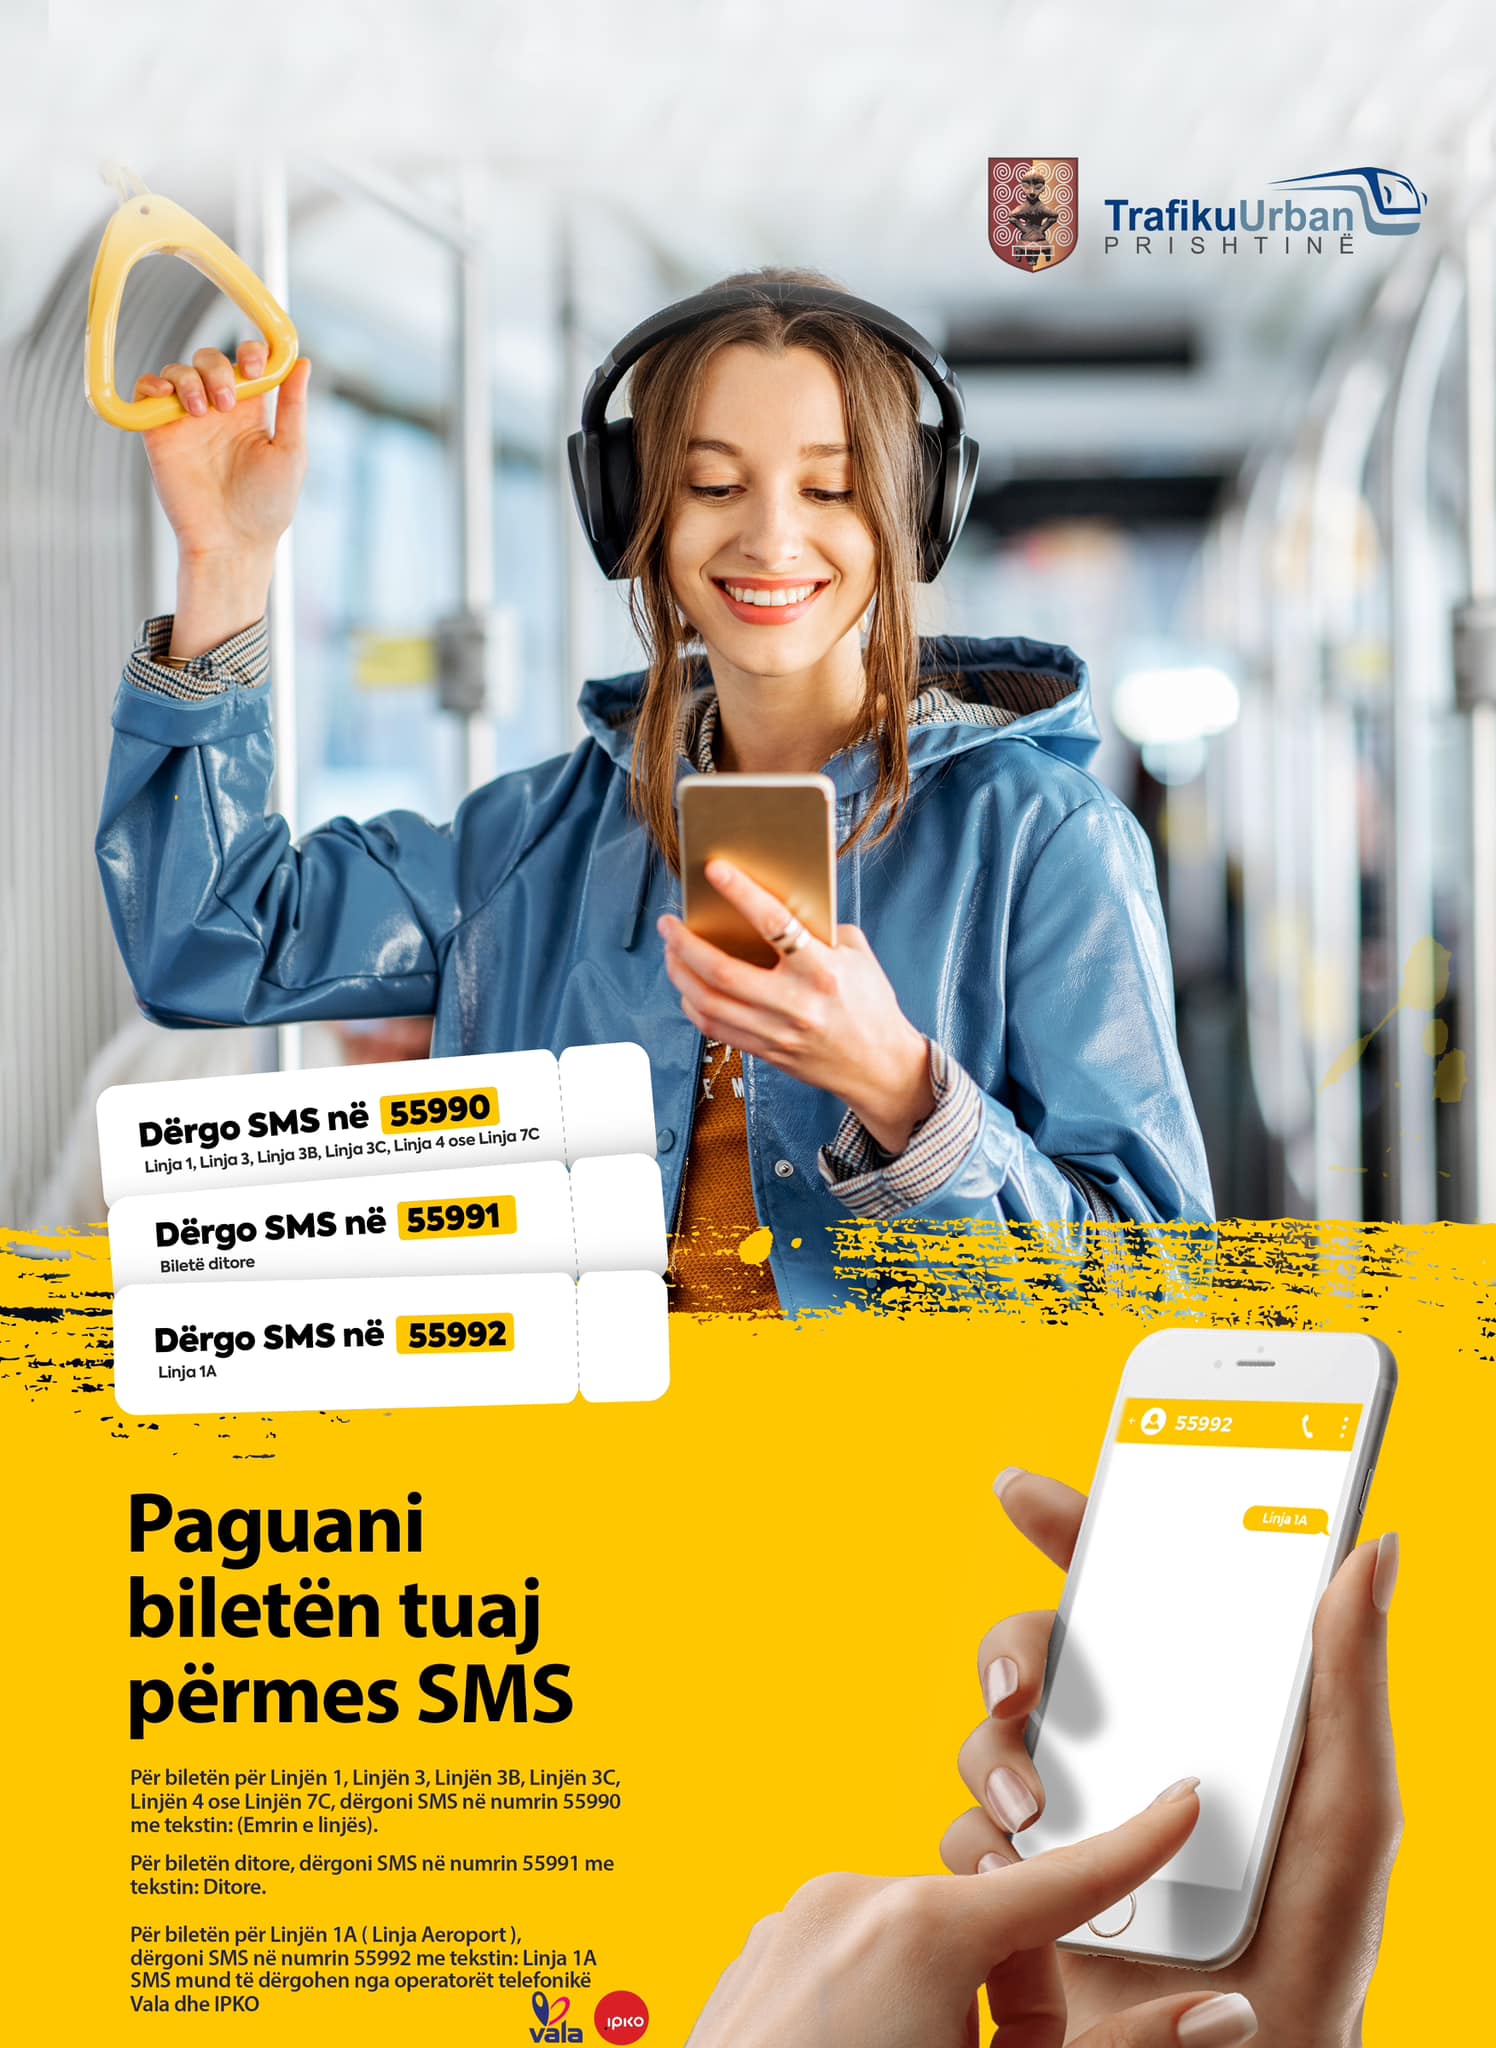 TrafikuUrban
PRISHTINË
Dërgo SMS në 55990
Linja 1, Linja 3, Linja 3B, Linja 3C, Linja 4 ose Linja 7C
Dërgo SMS në 55991
Biletë ditore
Dërgo SMS në 55992
Linja 1A
55992
Linja 1A
Paguani
biletën tuaj
përmes SMS
Për biletën për Linjën 1, Linjën 3, Linjën 3B, Linjën 3C,
Linjën 4 ose Linjën 7C, dërgoni SMS në numrin 55990
me tekstin: (Emrin e linjës).
Për biletën ditore, dërgoni SMS në numrin 55991 me
tekstin: Ditore.
Për biletën për Linjën 1A ( Linja Aeroport ),
dërgoni SMS në numrin 55992 me tekstin: Linja 1A
SMS mund të dërgohen nga operatorët telefonikë
Vala dhe IPKO
vala
ipko